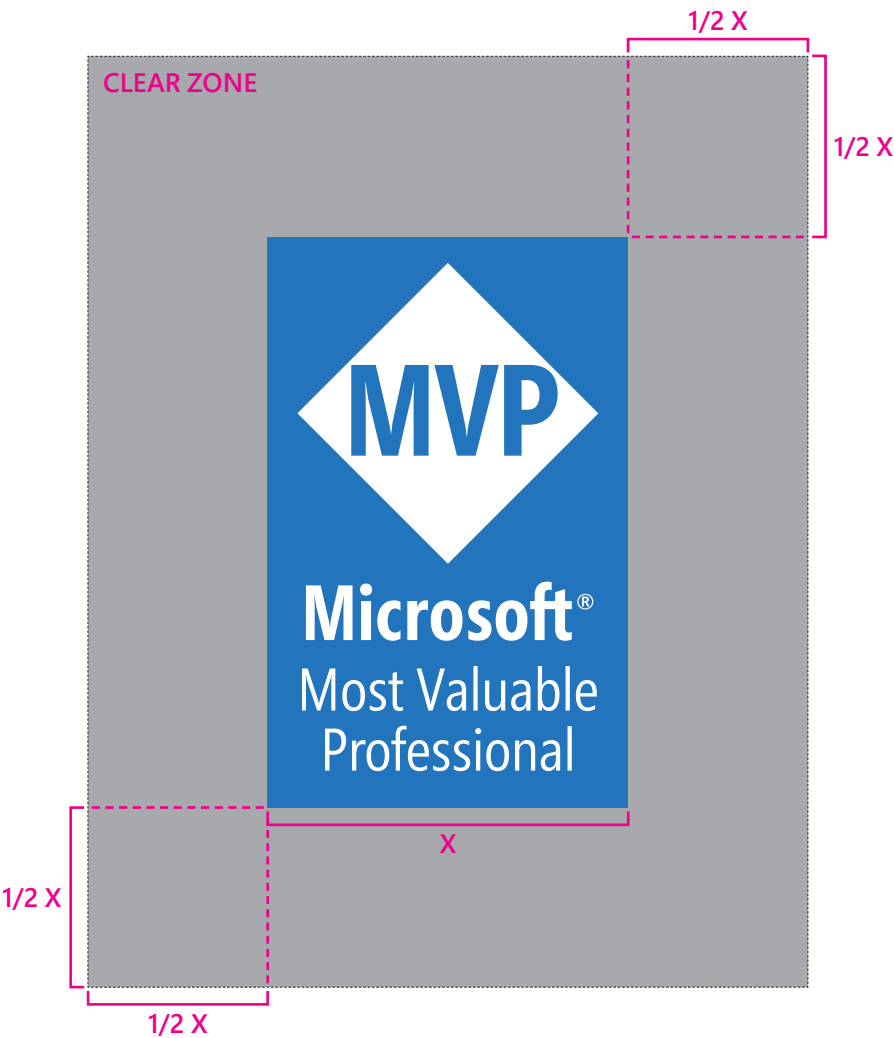 1/2 X
CLEAR ZONE
1/2 X
MVP
Microsoft®
Most Valuable
Professional
X
1/2 X
1/2 X